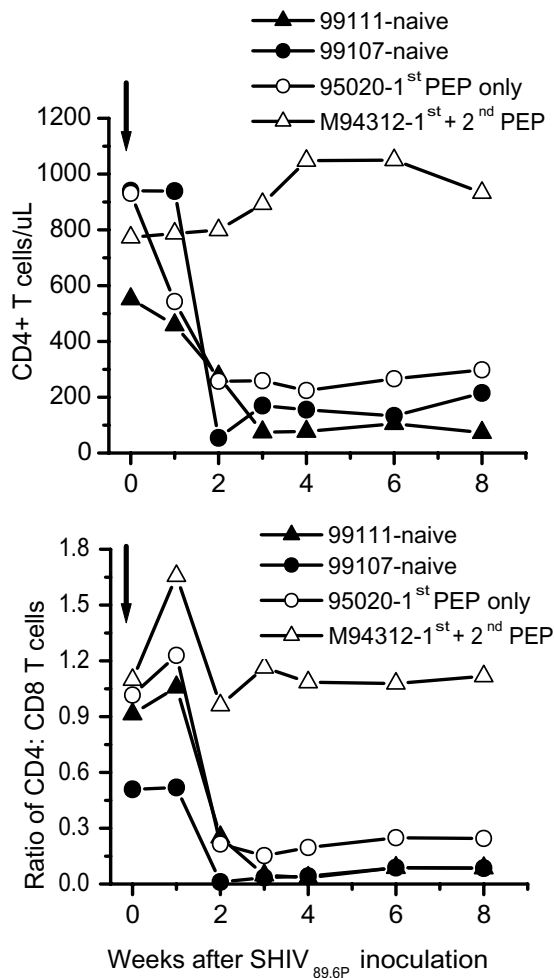 99111-naive
99107-naive
95020-1st PEP only
M94312-1st + 2nd PEP
CD4+ T cells/uL
1200
1000
800
600
400
200
0
0 2 4 6 8
99111-naive
99107-naive
95020-1st PEP only
M94312-1st + 2nd PEP
Ratio of CD4: CD8 T cells
1.8
1.5
1.2
0.9
0.6
0.3
0.0
0 2 4 6 8
Weeks after SHIV89.6P inoculation